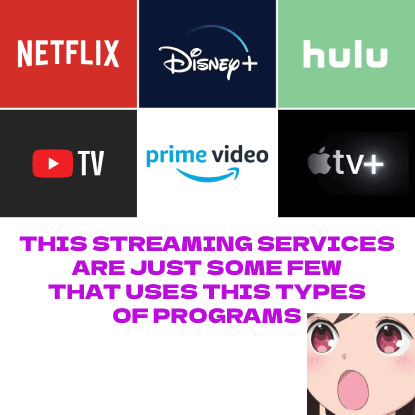 NETFLIX
Disney+
hulu
TV
prime video
tv+
THIS STREAMING SERVICES
ARE JUST SOME FEW
THAT USES THIS TYPES
OF PROGRAMS